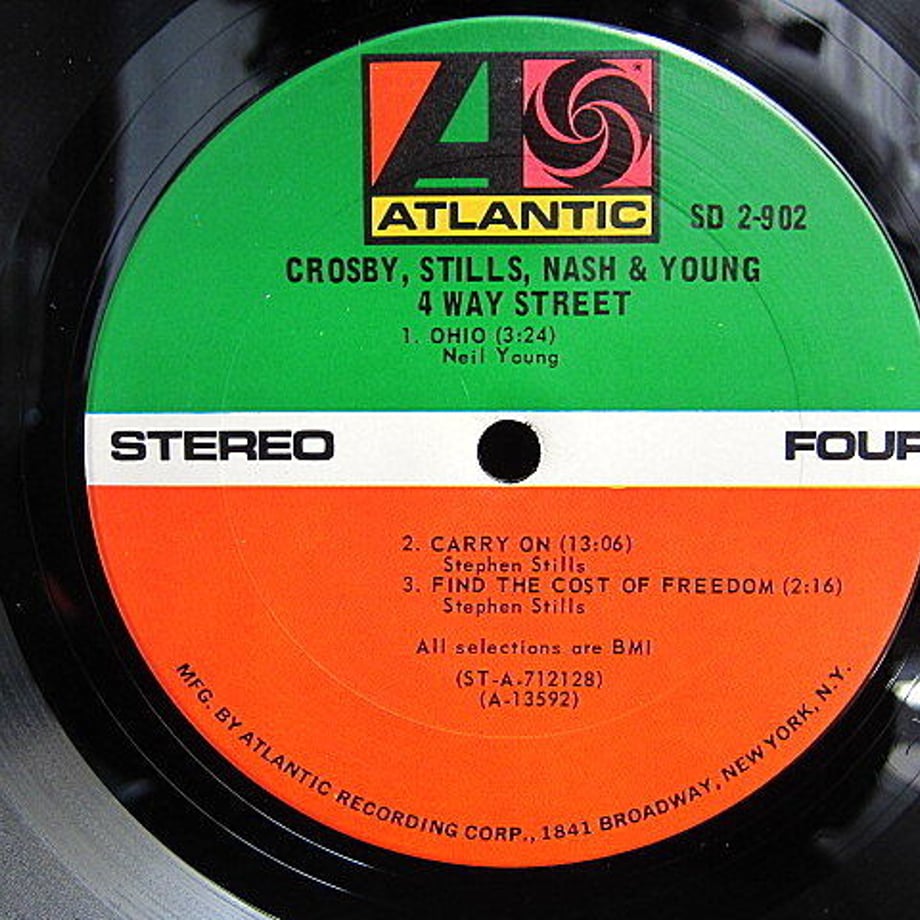 ATLANTIC
SD 2-902
CROSBY, STILLS, NASH & YOUNG
4 WAY STREET
1. OHIO (3:24)
Neil Young
STEREO FOUR
2. CARRY ON (13:06)
Stephen Stills
3. FIND THE COST OF FREEDOM (2:16)
Stephen Stills
All selections are BMI
(ST-A-712128)
(A-13592)
MFG. BY ATLANTIC RECORDING CORP., 1841 BROADWAY, NEW YORK, N.Y.